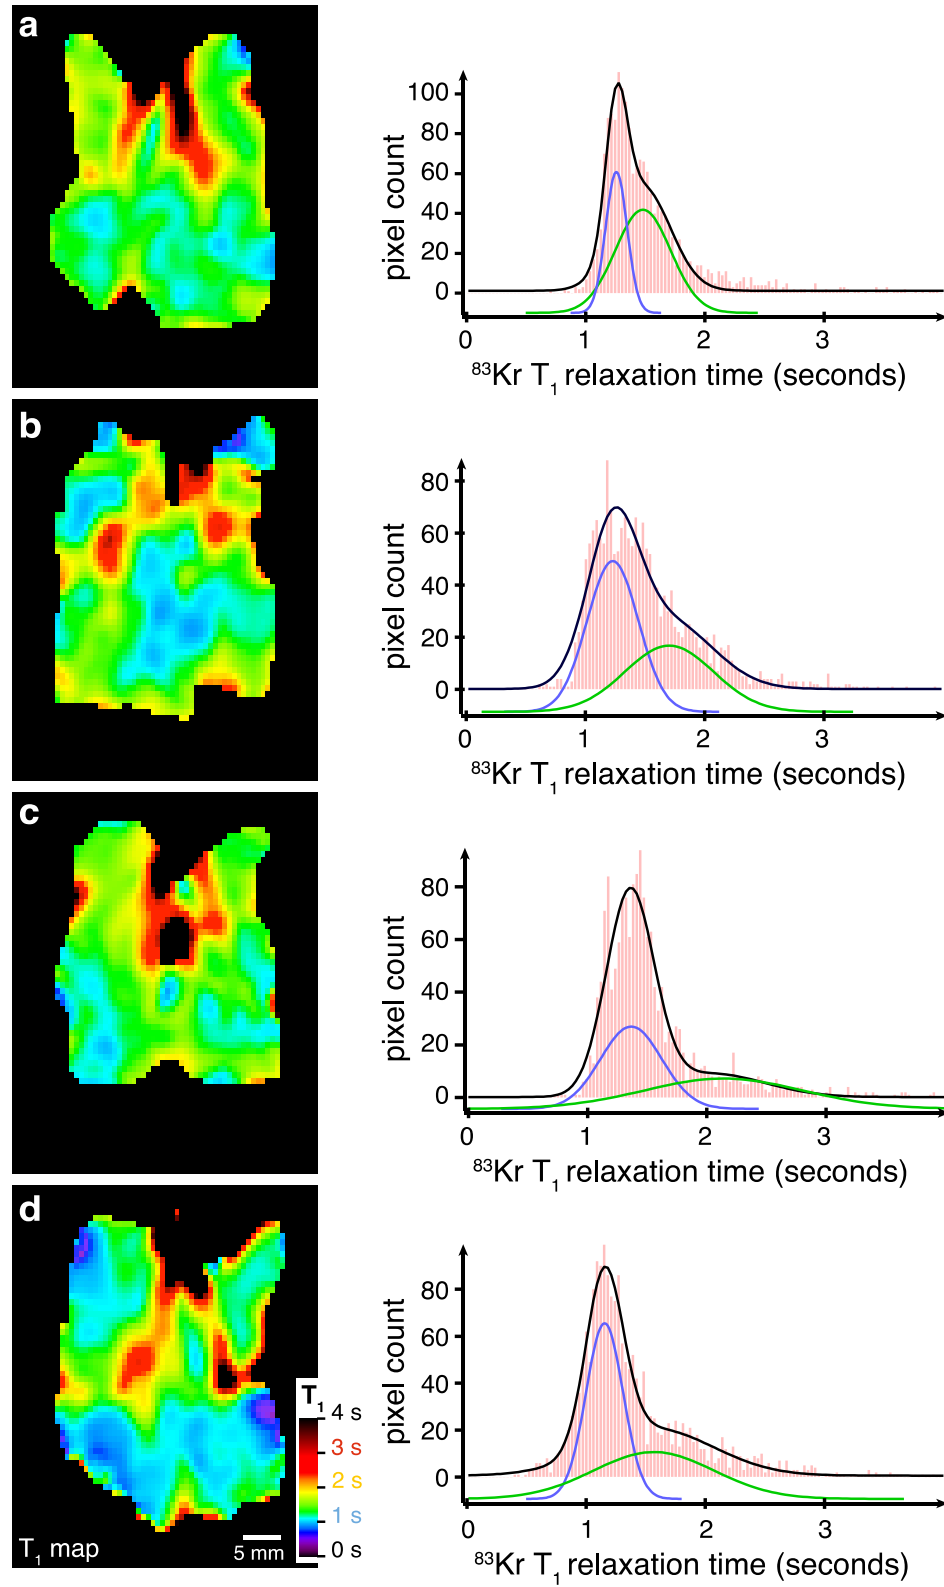 a
100
80
60
40
20
0
pixel count
0 1 2 3
⁸³Kr T₁ relaxation time (seconds)
b
80
60
40
20
0
pixel count
0 1 2 3
⁸³Kr T₁ relaxation time (seconds)
c
80
60
40
20
0
pixel count
0 1 2 3
⁸³Kr T₁ relaxation time (seconds)
d
T₁
4 s
3 s
2 s
1 s
0 s
T₁ map
5 mm
80
60
40
20
0
pixel count
0 1 2 3
⁸³Kr T₁ relaxation time (seconds)